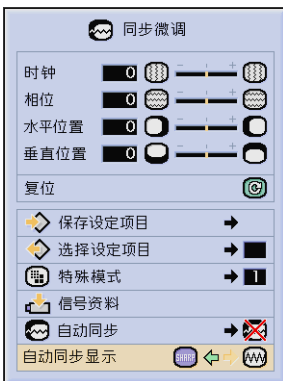 同步微调
时钟 0 - +
相位 0 - +
水平位置 0 - +
垂直位置 0 - +
复位
保存设定项目
选择设定项目
特殊模式 1
信号资料
自动同步
自动同步显示 SHARP